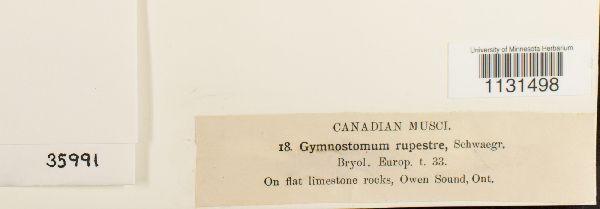 University of Minnesota Herbarium
1131498
35991
CANADIAN MUSCI.
18. Gymnostomum rupestre, Schwaegr.
Bryol. Europ. t. 33.
On flat limestone rocks, Owen Sound, Ont.